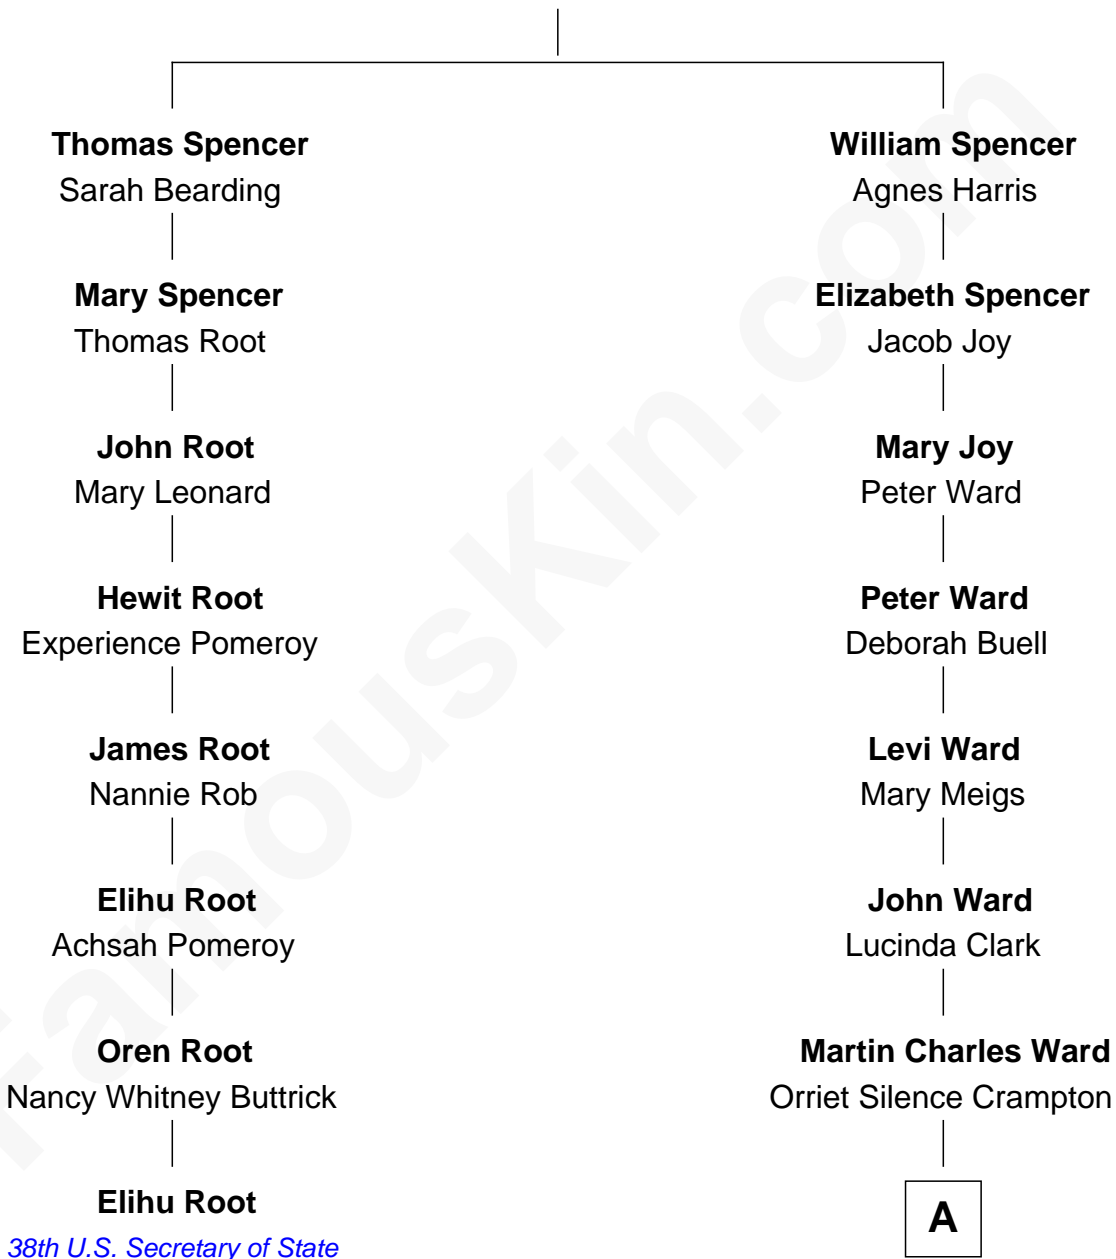 Thomas Spencer
Sarah Bearding
Mary Spencer
Thomas Root
John Root
Mary Leonard
Hewit Root
Experience Pomeroy
James Root
Nannie Rob
Elihu Root
Achsah Pomeroy
Oren Root
Nancy Whitney Buttrick
Elihu Root
38th U.S. Secretary of State
William Spencer
Agnes Harris
Elizabeth Spencer
Jacob Joy
Mary Joy
Peter Ward
Peter Ward
Deborah Buell
Levi Ward
Mary Meigs
John Ward
Lucinda Clark
Martin Charles Ward
Orriet Silence Crampton
A
FamousKin.com